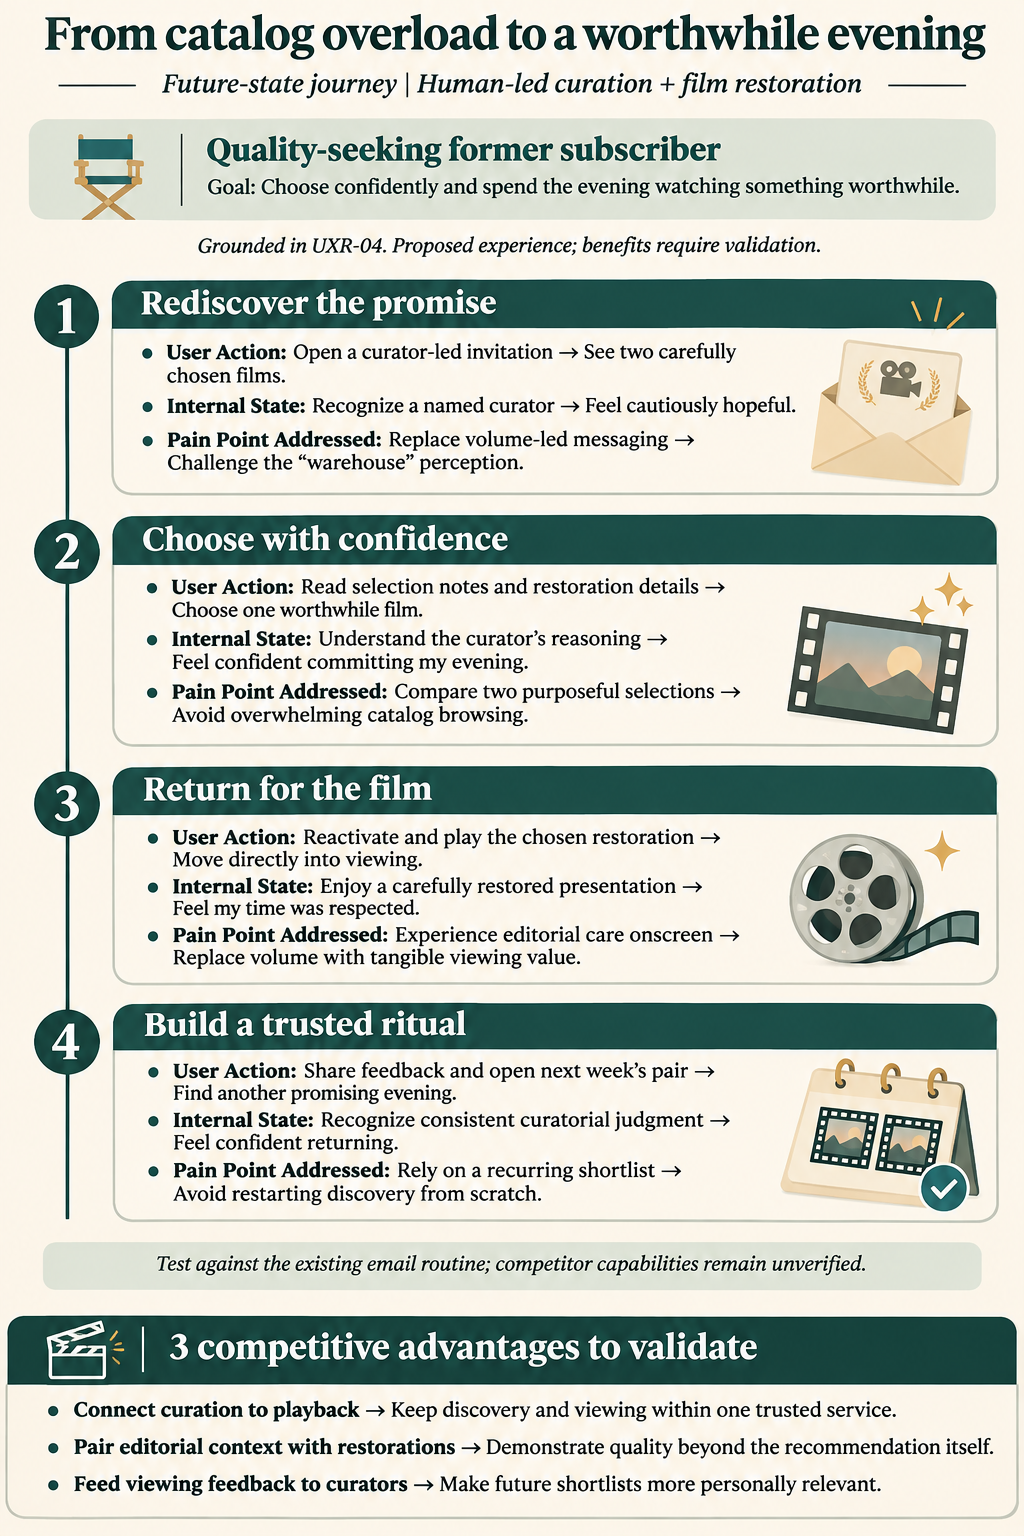 From catalog overload to a worthwhile evening
Future-state journey | Human-led curation + film restoration
Quality-seeking former subscriber
Goal: Choose confidently and spend the evening watching something worthwhile.
Grounded in UXR-04. Proposed experience; benefits require validation.
1
Rediscover the promise
• User Action: Open a curator-led invitation → See two carefully
chosen films.
• Internal State: Recognize a named curator → Feel cautiously hopeful.
• Pain Point Addressed: Replace volume-led messaging →
Challenge the “warehouse” perception.
2
Choose with confidence
• User Action: Read selection notes and restoration details →
Choose one worthwhile film.
• Internal State: Understand the curator’s reasoning →
Feel confident committing my evening.
• Pain Point Addressed: Compare two purposeful selections →
Avoid overwhelming catalog browsing.
3
Return for the film
• User Action: Reactivate and play the chosen restoration →
Move directly into viewing.
• Internal State: Enjoy a carefully restored presentation →
Feel my time was respected.
• Pain Point Addressed: Experience editorial care onscreen →
Replace volume with tangible viewing value.
4
Build a trusted ritual
• User Action: Share feedback and open next week’s pair →
Find another promising evening.
• Internal State: Recognize consistent curatorial judgment →
Feel confident returning.
• Pain Point Addressed: Rely on a recurring shortlist →
Avoid restarting discovery from scratch.
Test against the existing email routine; competitor capabilities remain unverified.
3 competitive advantages to validate
• Connect curation to playback → Keep discovery and viewing within one trusted service.
• Pair editorial context with restorations → Demonstrate quality beyond the recommendation itself.
• Feed viewing feedback to curators → Make future shortlists more personally relevant.